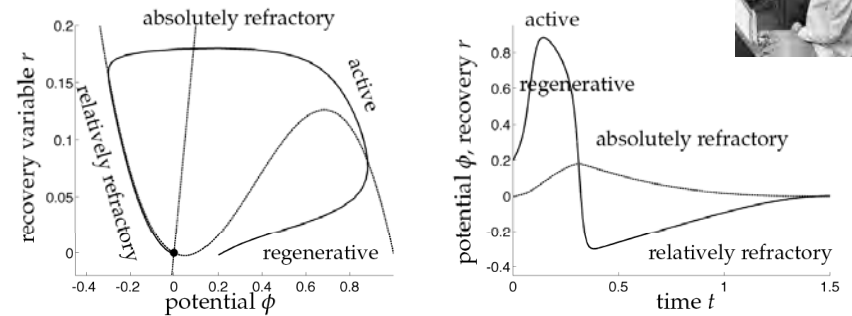 absolutely refractory
0.2
0.15
0.1
0.05
0
recovery variable r
relatively refractory
active
regenerative
-0.4
-0.2
0
0.2
0.4
0.6
0.8
potential ϕ
active
regenerative
absolutely refractory
relatively refractory
0.8
0.6
0.4
0.2
0
-0.2
-0.4
potential ϕ, recovery r
0
0.5
1
1.5
time t